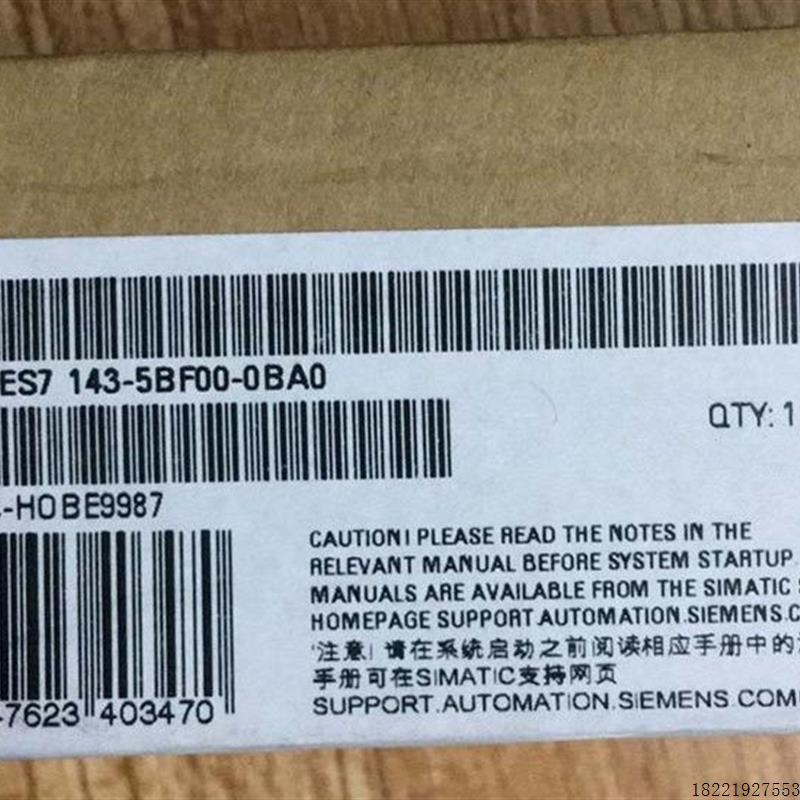 ES7 143-5BF00-0BA0
QTY: 1
-H0BE9987
CAUTION! PLEASE READ THE NOTES IN THE
RELEVANT MANUAL BEFORE SYSTEM STARTUP.
MANUALS ARE AVAILABLE FROM THE SIMATIC
HOMEPAGE SUPPORT.AUTOMATION.SIEMENS.C
注意! 请在系统启动之前阅读相应手册中的
手册可在SIMATIC支持网页
SUPPORT.AUTOMATION.SIEMENS.COM
47623 403470
18221927553